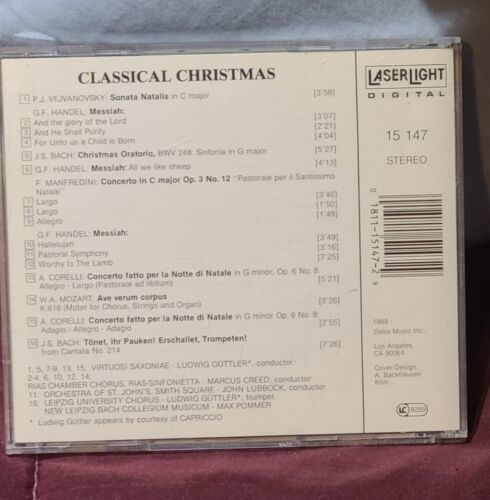 CLASSICAL CHRISTMAS
1 P.J. VEJVANOVSKY: Sonata Natalis in C major [3'58]
G.F. HANDEL: Messiah:
2 And the glory of the Lord [3'07]
3 And He Shall Purify [2'21]
4 For Unto us a Child is Born [4'04]
5 J.S. BACH: Christmas Oratorio, BWV 248: Sinfonia in G major [5'27]
6 G.F. HANDEL: Messiah: All we like sheep [4'13]
F. MANFREDINI: Concerto in C major Op. 3 No. 12 "Pastorale per il Santissimo
Natale"
7 Largo [3'46]
8 Largo [1'50]
9 Allegro [1'49]
G.F. HANDEL: Messiah:
10 Hallelujah [3'49]
11 Pastoral Symphony [3'16]
12 Worthy Is The Lamb [7'25]
13 A. CORELLI: Concerto fatto per la Notte di Natale in G minor, Op. 6 No. 8:
Allegro - Largo (Pastorale ad libitum) [5'21]
14 W.A. MOZART: Ave verum corpus
K.618 (Motet for Chorus, Strings and Organ) [3'26]
15 A. CORELLI: Concerto fatto per la Notte di Natale in G minor Op. 6 No. 8:
Adagio - Allegro - Adagio [2'55]
16 J.S. BACH: Tönet, ihr Pauken! Erschallet, Trompeten!
from Cantata No. 214 [7'26]
1, 5, 7-9, 13, 15: VIRTUOSI SAXONIAE - LUDWIG GÜTTLER*, conductor
2-4, 6, 10, 12, 14:
RIAS CHAMBER CHORUS, RIAS-SINFONIETTA - MARCUS CREED, conductor
11: ORCHESTRA OF ST. JOHN'S, SMITH SQUARE - JOHN LUBBOCK, conductor
16: LEIPZIG UNIVERSITY CHORUS - LUDWIG GÜTTLER*, trumpet
NEW LEIPZIG BACH COLLEGIUM MUSICUM - MAX POMMER
* Ludwig Güttler appears by courtesy of CAPRICCIO
LASERLIGHT
DIGITAL
15 147
STEREO
0 1811-15147-2 9
1989
Delta Music Inc.,
Los Angeles,
CA 90064
Cover-Design:
A. Backhausen
Köln
LC 8259